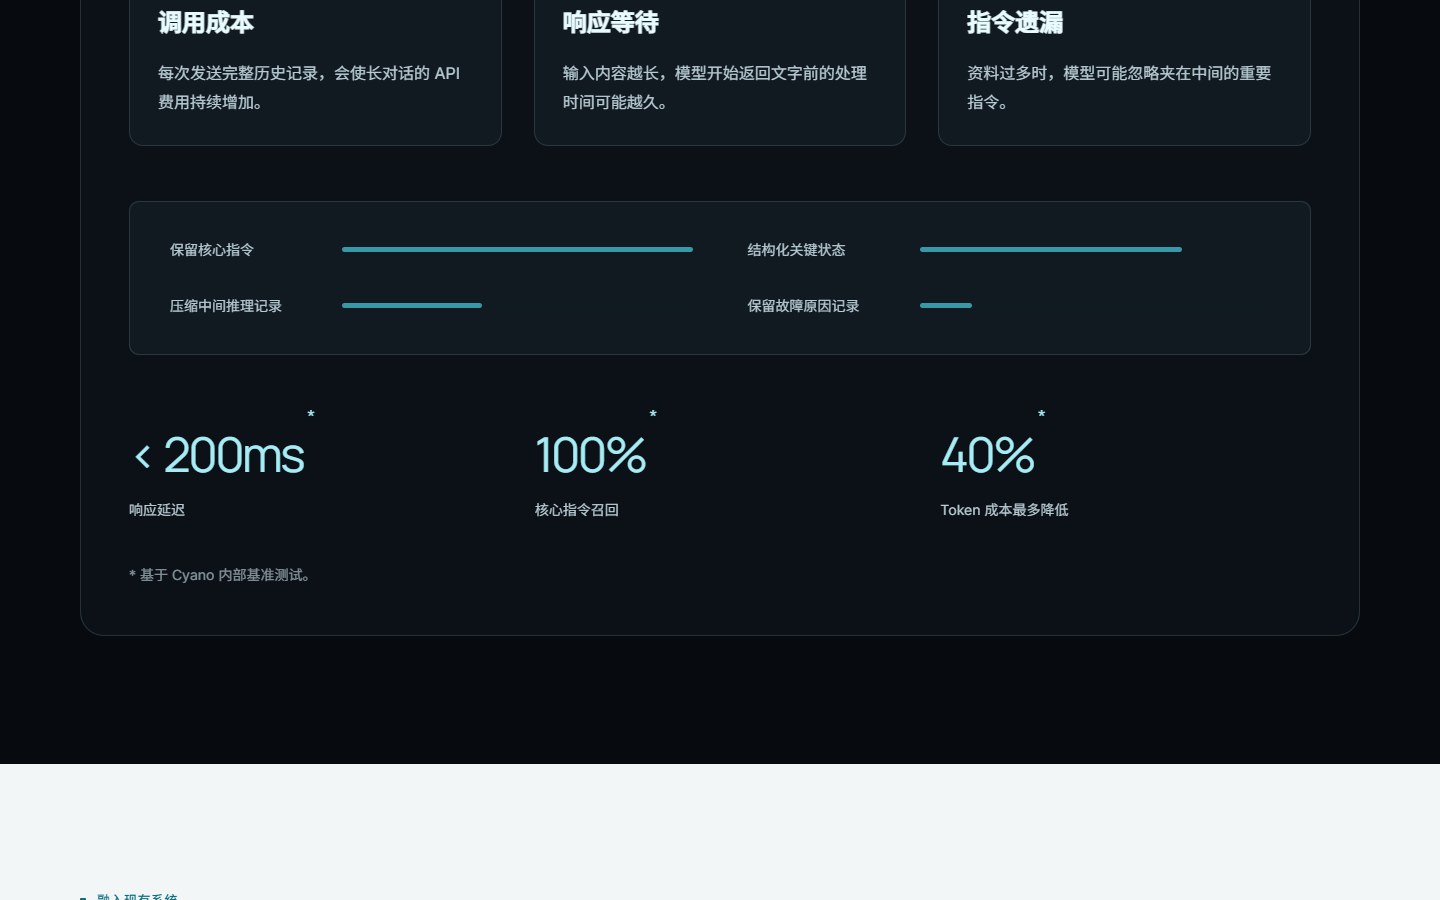 调用成本
每次发送完整历史记录，会使长对话的 API
费用持续增加。
响应等待
输入内容越长，模型开始返回文字前的处理
时间可能越久。
指令遗漏
资料过多时，模型可能忽略夹在中间的重要
指令。
保留核心指令
结构化关键状态
压缩中间推理记录
保留故障原因记录
< 200ms*
响应延迟
100%*
核心指令召回
40%*
Token 成本最多降低
* 基于 Cyano 内部基准测试。
融入现有系统